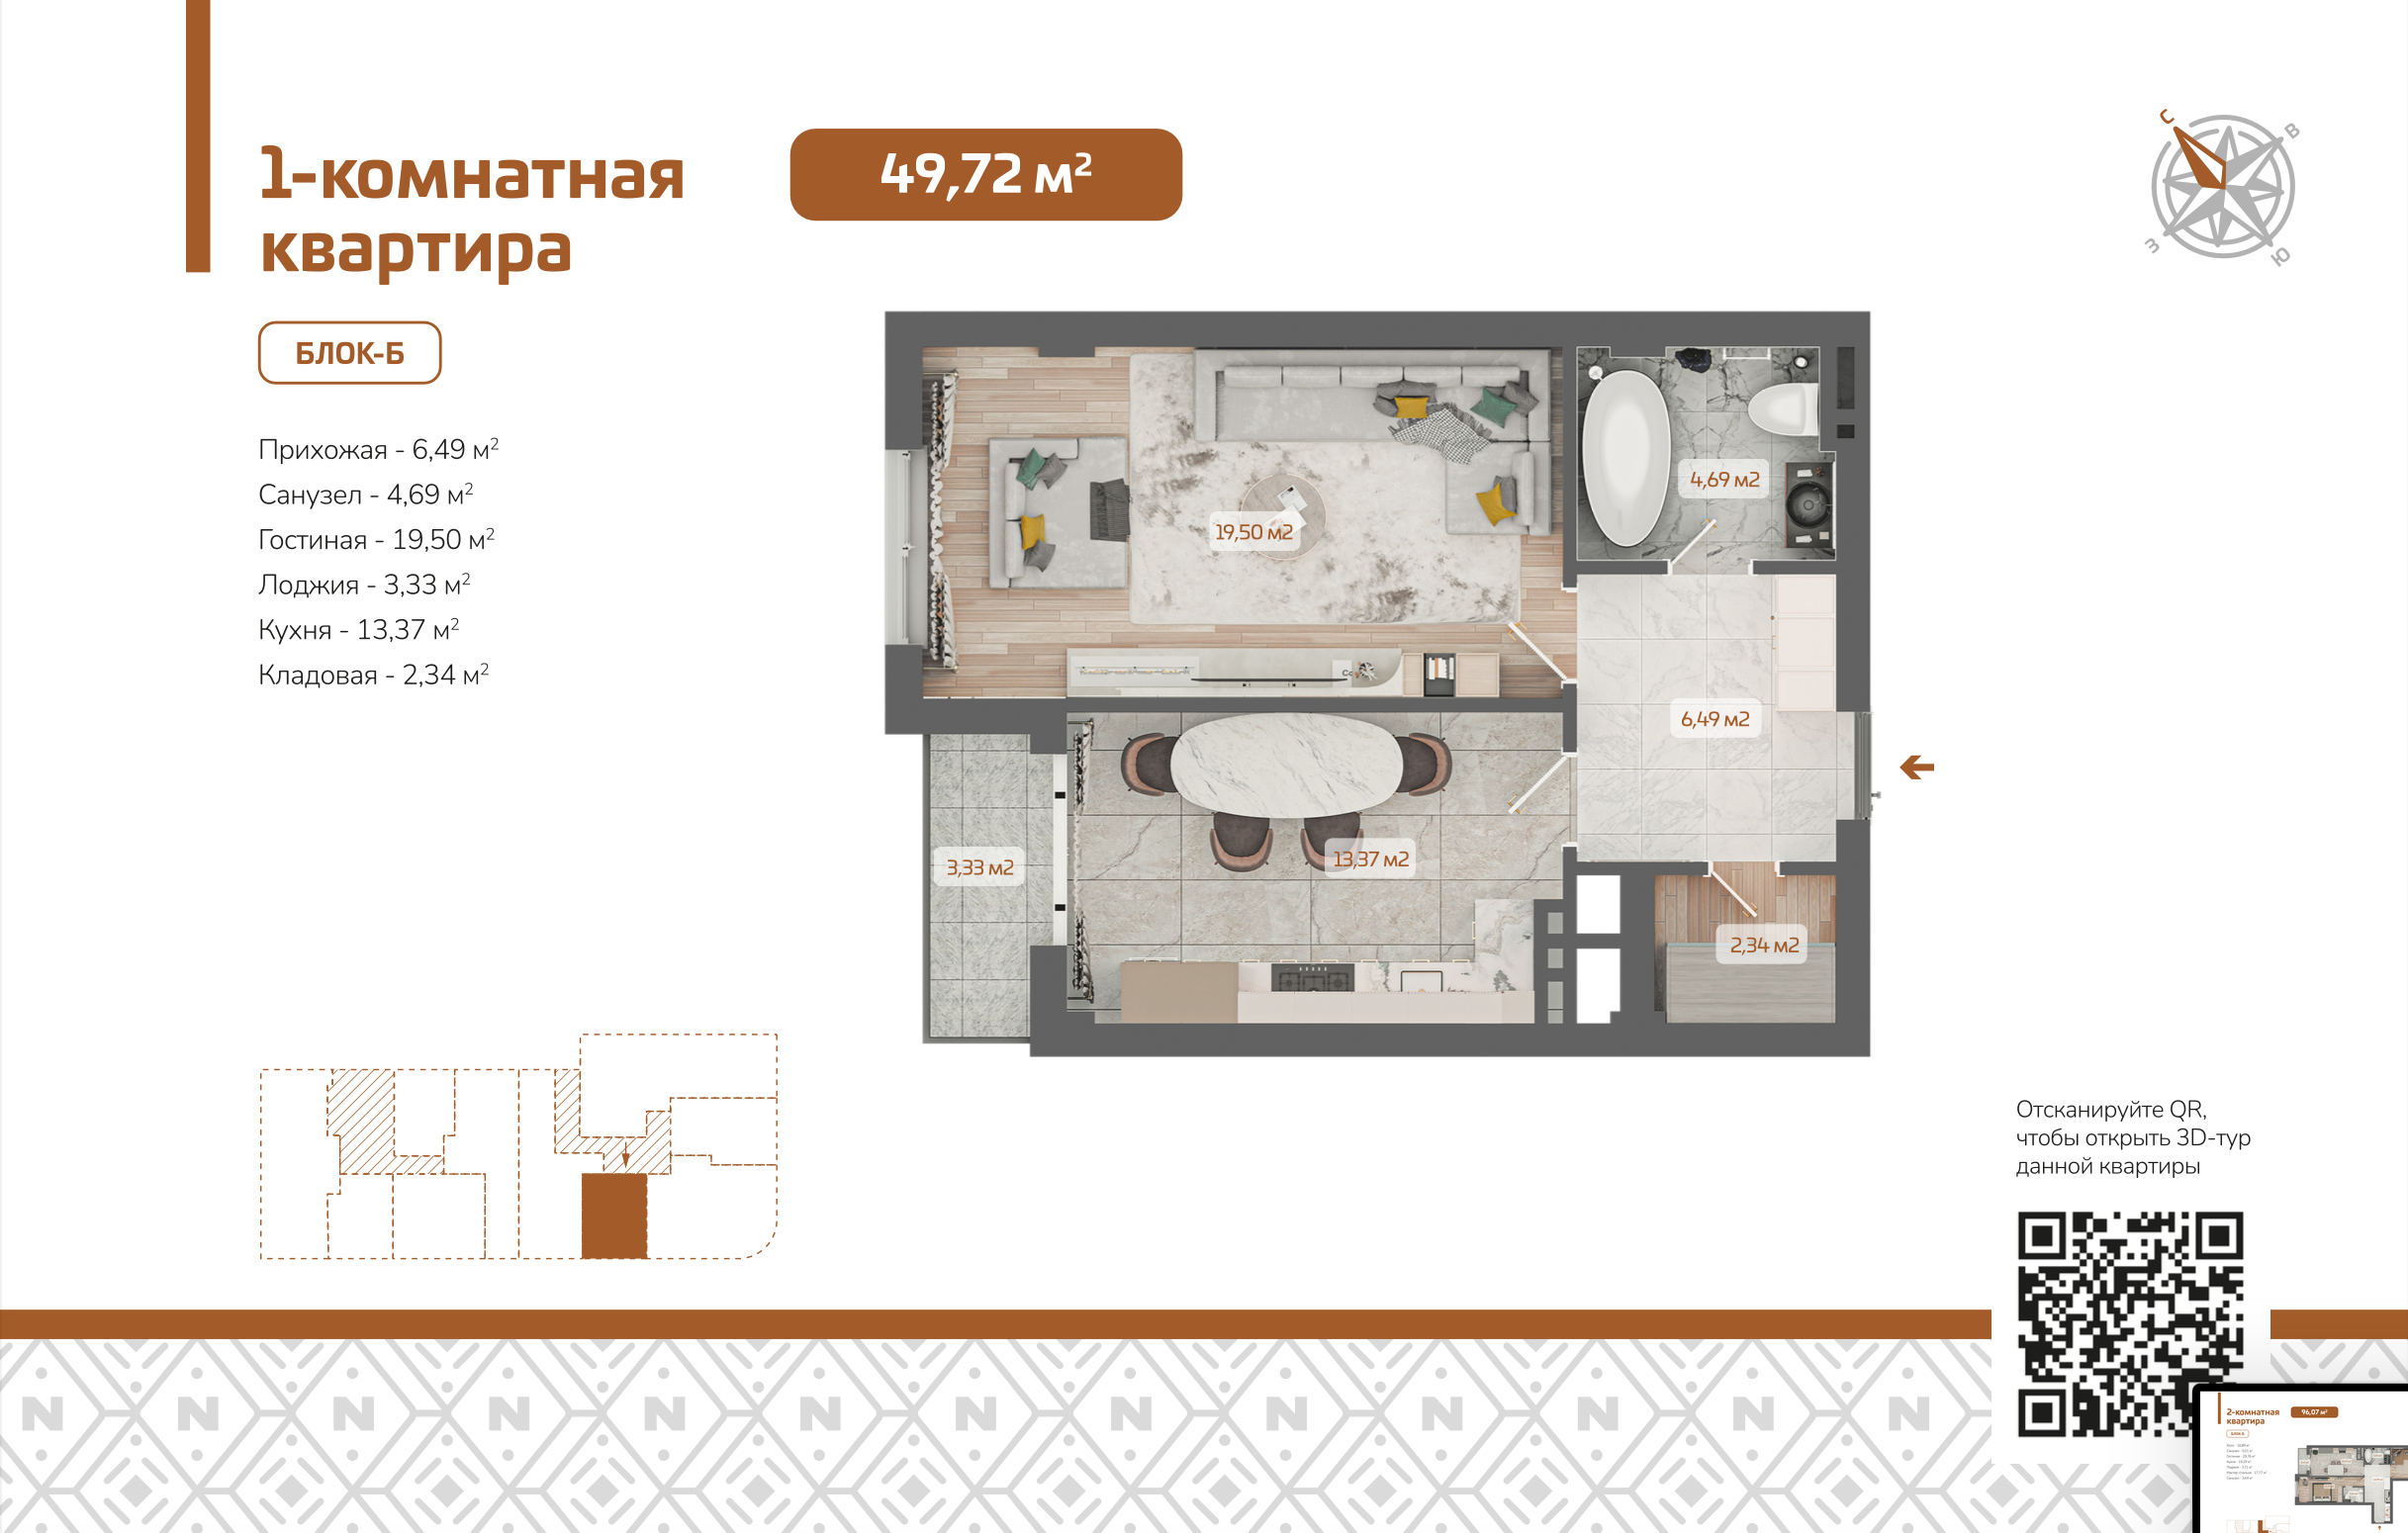 1-комнатная
квартира
49,72 м²
С
В
З
Ю
БЛОК-Б
Прихожая - 6,49 м²
Санузел - 4,69 м²
Гостиная - 19,50 м²
Лоджия - 3,33 м²
Кухня - 13,37 м²
Кладовая - 2,34 м²
4,69 м2
19,50 м2
6,49 м2
13,37 м2
3,33 м2
2,34 м2
Отсканируйте QR,
чтобы открыть 3D-тур
данной квартиры
N N N N N N N N N N N N N
2-комнатная
квартира
96,07 м²